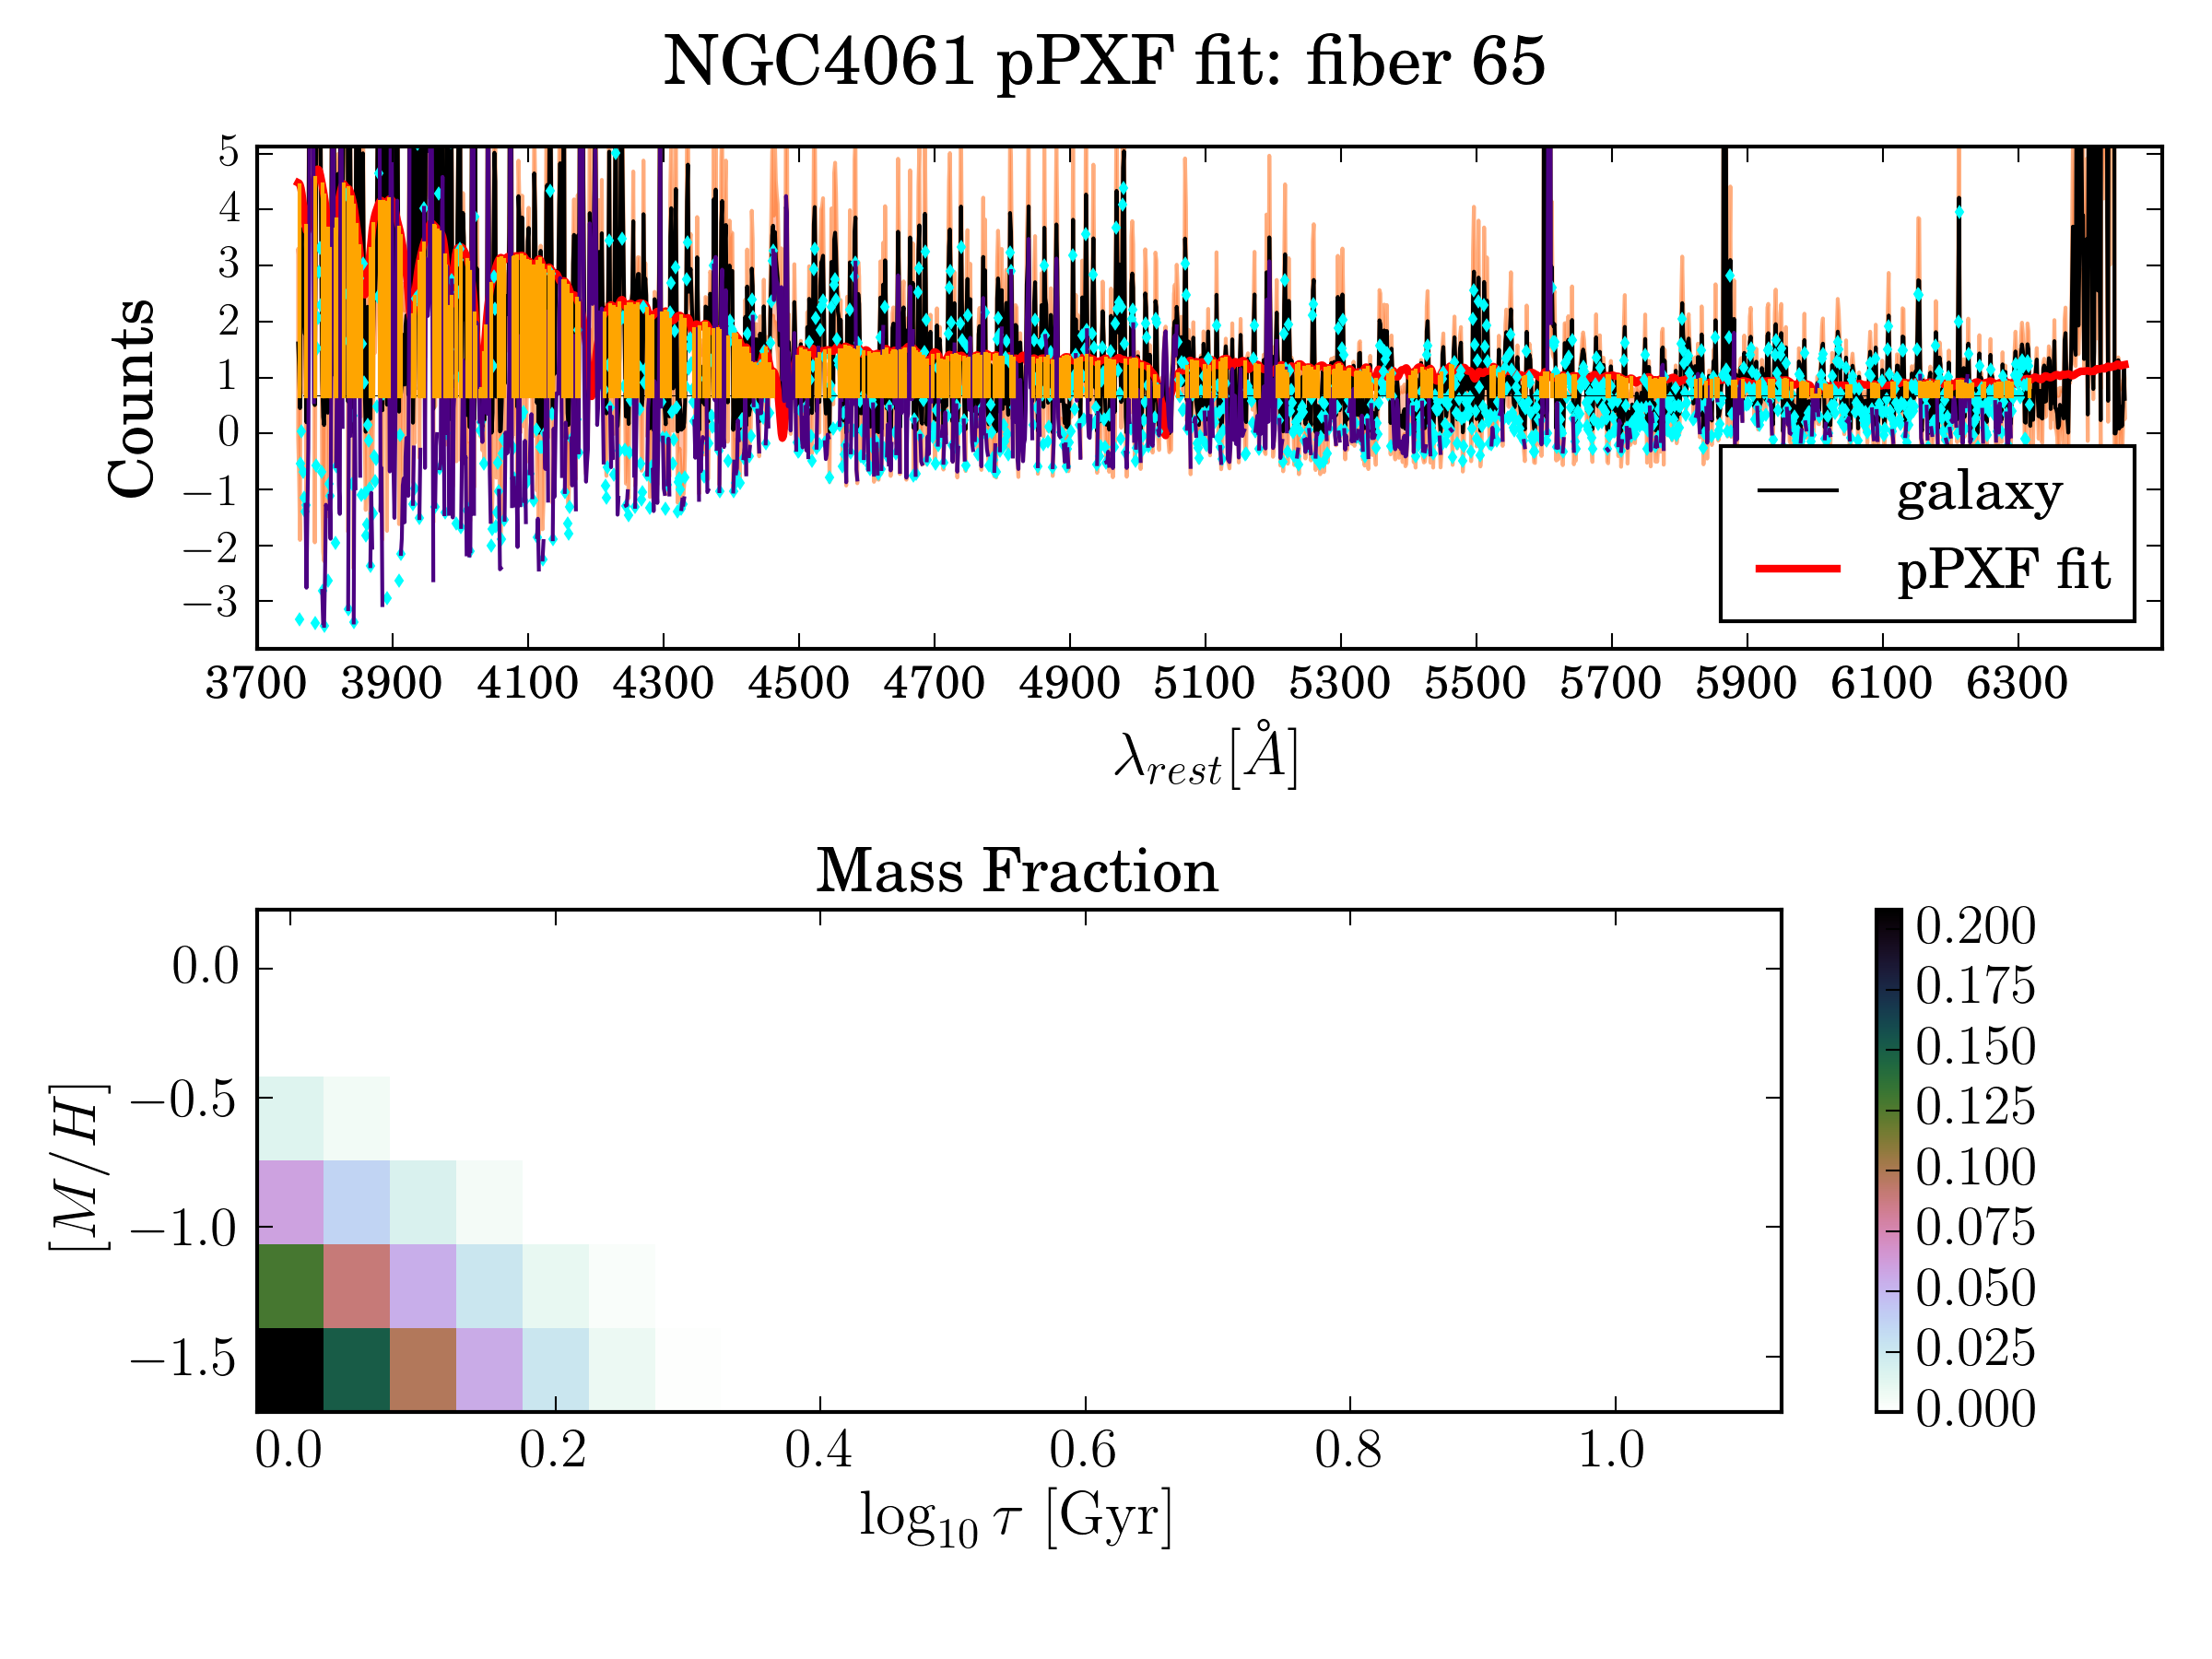 NGC4061 pPXF fit: fiber 65
5
4
3
2
1
0
−1
−2
−3
Counts
galaxy
pPXF fit
3700 3900 4100 4300 4500 4700 4900 5100 5300 5500 5700 5900 6100 6300
λ_rest[Å]
Mass Fraction
0.0
−0.5
−1.0
−1.5
[M/H]
0.0 0.2 0.4 0.6 0.8 1.0
log₁₀ τ [Gyr]
0.200
0.175
0.150
0.125
0.100
0.075
0.050
0.025
0.000